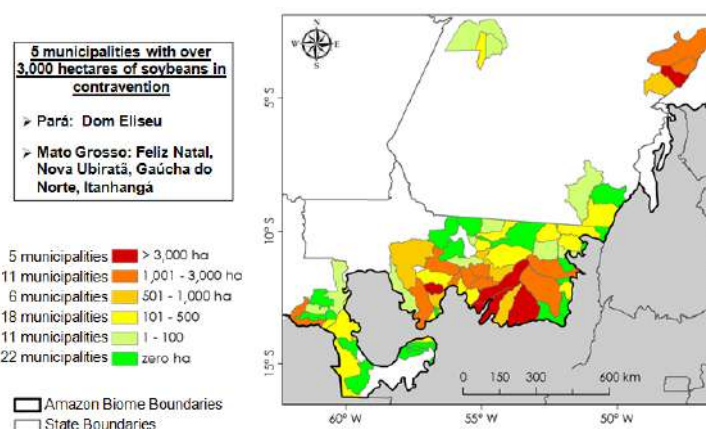 5 municipalities with over
3,000 hectares of soybeans in
contravention
➢ Pará: Dom Eliseu
➢ Mato Grosso: Feliz Natal,
Nova Ubiratã, Gaúcha do
Norte, Itanhangá
5 municipalities > 3,000 ha
11 municipalities 1,001 - 3,000 ha
6 municipalities 501 - 1,000 ha
18 municipalities 101 - 500
11 municipalities 1 - 100
22 municipalities zero ha
Amazon Biome Boundaries
State Boundaries
N
W E
S
5°S
10°S
15°S
0 150 300 600 km
60° W 55° W 50° W